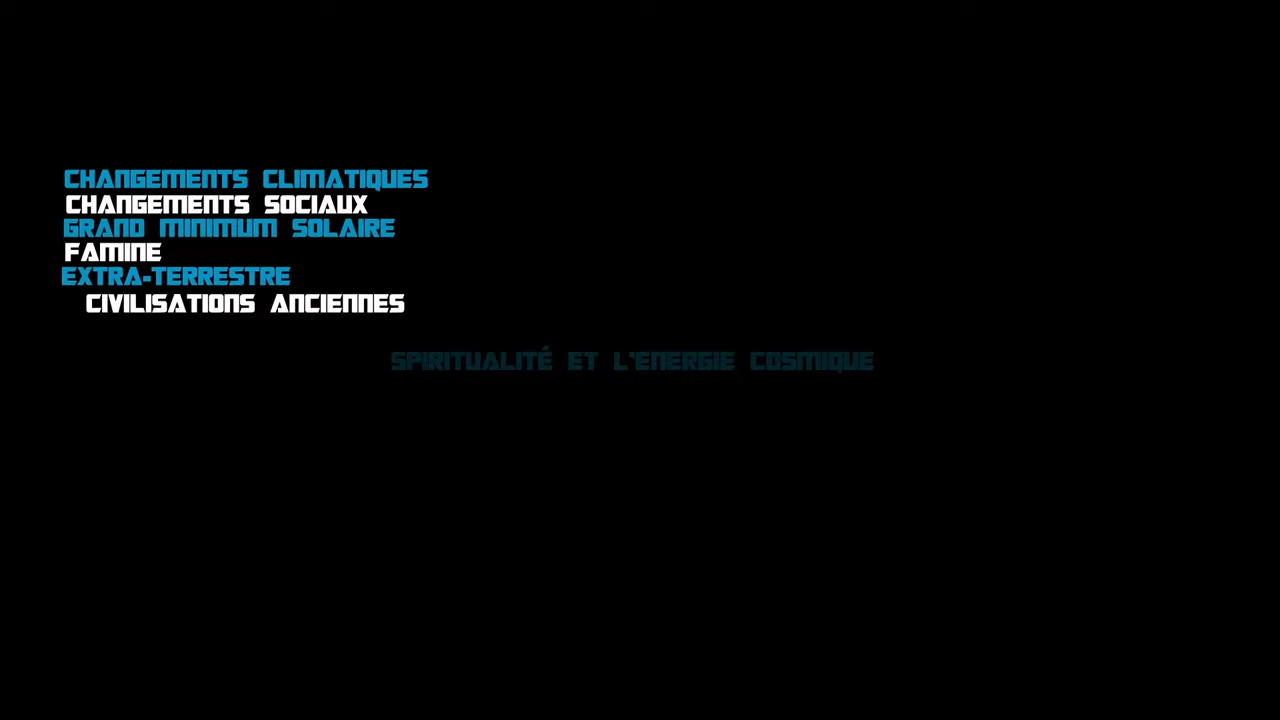 CHANGEMENTS CLIMATIQUES
CHANGEMENTS SOCIAUX
GRAND MINIMUM SOLAIRE
FAMINE
EXTRA-TERRESTRE
CIVILISATIONS ANCIENNES
SPIRITUALITÉ ET L'ENERGIE COSMIQUE